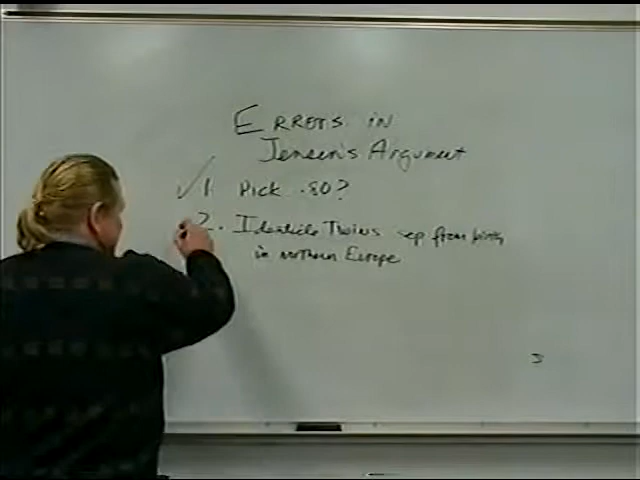 Errors in
Jensen's Argument
✓ 1. Pick .80?
2. Identical Twins sep from birth
in northern Europe